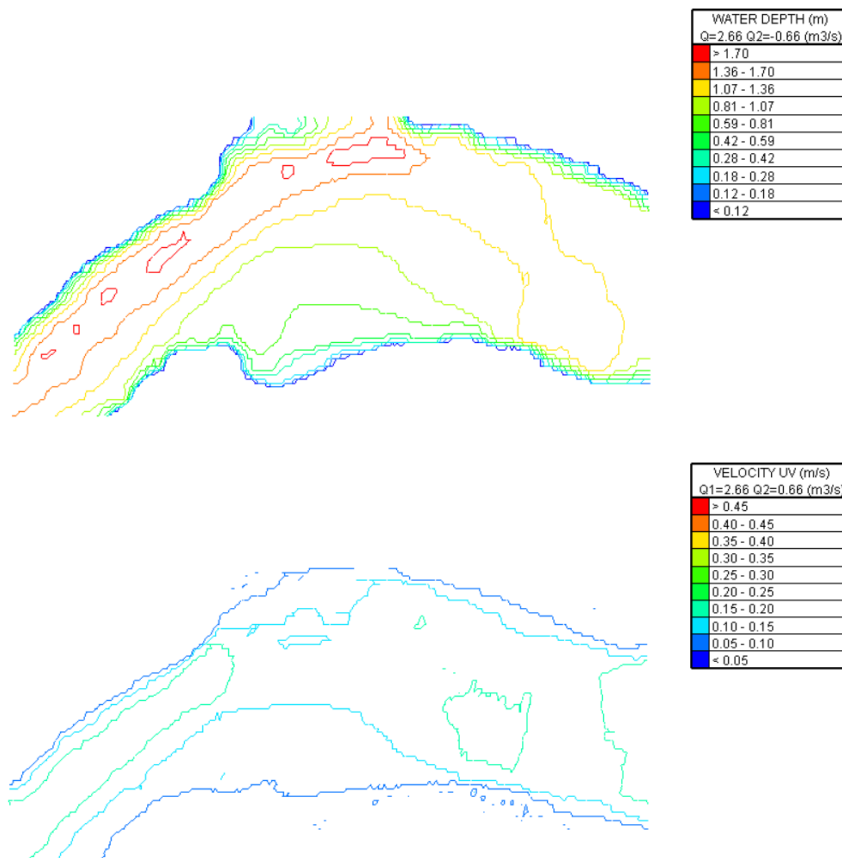 WATER DEPTH (m)
Q=2.66 Q2=-0.66 (m3/s)
> 1.70
1.36 - 1.70
1.07 - 1.36
0.81 - 1.07
0.59 - 0.81
0.42 - 0.59
0.28 - 0.42
0.18 - 0.28
0.12 - 0.18
< 0.12
VELOCITY UV (m/s)
Q1=2.66 Q2=0.66 (m3/s)
> 0.45
0.40 - 0.45
0.35 - 0.40
0.30 - 0.35
0.25 - 0.30
0.20 - 0.25
0.15 - 0.20
0.10 - 0.15
0.05 - 0.10
< 0.05